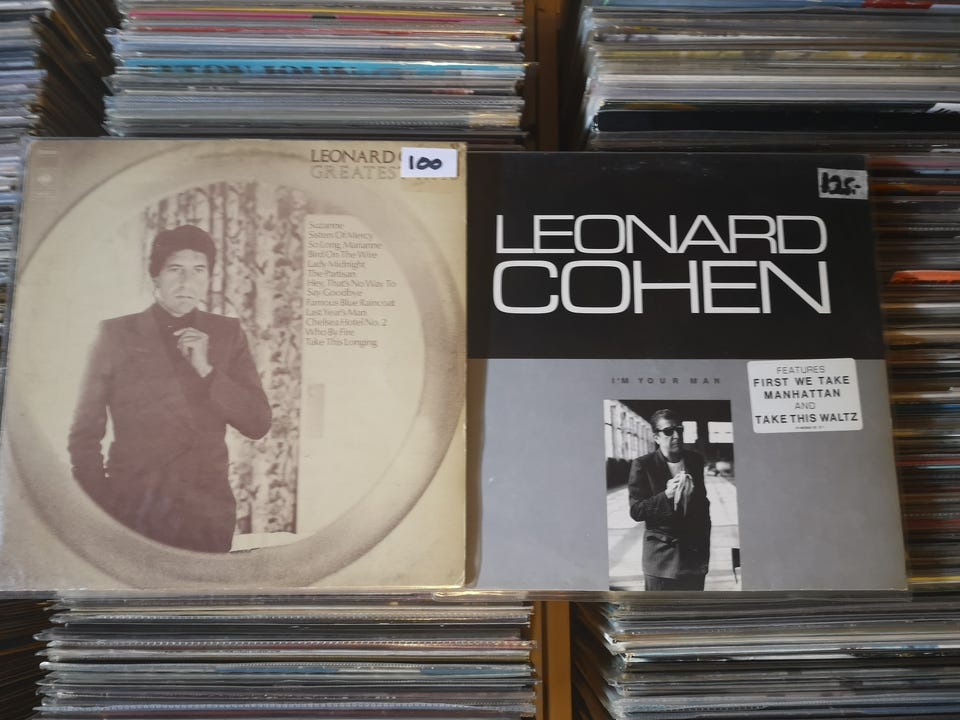 ELTON JOHN
LEONARD
100
GREATEST
Suzanne
Sisters Of Mercy
So Long, Marianne
Bird On The Wire
Lady Midnight
The Partisan
Hey, That's No Way To
Say Goodbye
Famous Blue Raincoat
Last Year's Man
Chelsea Hotel No. 2
Who By Fire
Take This Longing
125.-
LEONARD
COHEN
I'M YOUR MAN
FEATURES
FIRST WE TAKE
MANHATTAN
AND
TAKE THIS WALTZ